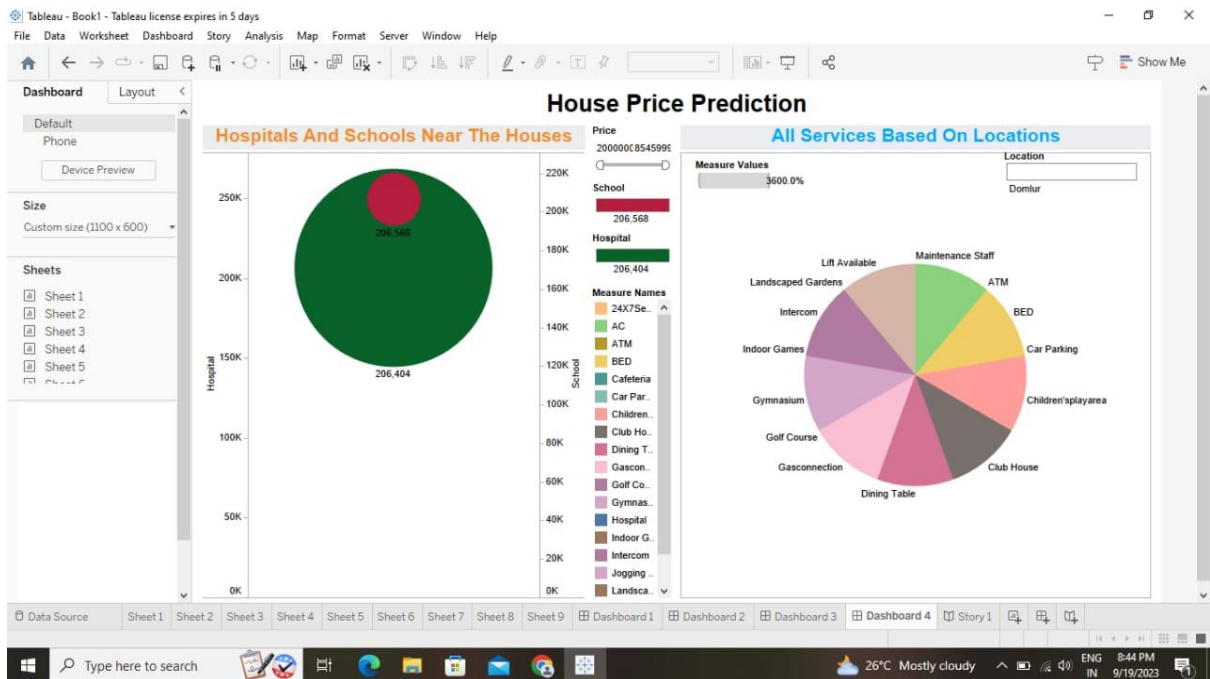 Tableau - Book1 - Tableau license expires in 5 days
File Data Worksheet Dashboard Story Analysis Map Format Server Window Help
Show Me
Dashboard Layout
Default
Phone
Device Preview
Size
Custom size (1100 x 600)
Sheets
Sheet 1
Sheet 2
Sheet 3
Sheet 4
Sheet 5
House Price Prediction
Hospitals And Schools Near The Houses
250K
200K
150K
100K
50K
0K
Hospital
206,568
206,404
220K
200K
180K
160K
140K
120K
100K
80K
60K
40K
20K
0K
School
Price
School
206,568
Hospital
206,404
Measure Names
24X7Se..
AC
ATM
BED
Cafeteria
Car Par..
Children..
Club Ho..
Dining T..
Gascon..
Golf Co..
Gymnas..
Hospital
Indoor G..
Intercom
Jogging ..
Landsca..
All Services Based On Locations
Measure Values
3600.0%
Location
Domlur
Maintenance Staff
ATM
BED
Car Parking
Children'splayarea
Club House
Dining Table
Gasconnection
Golf Course
Gymnasium
Indoor Games
Intercom
Landscaped Gardens
Lift Available
Data Source Sheet 1 Sheet 2 Sheet 3 Sheet 4 Sheet 5 Sheet 6 Sheet 7 Sheet 8 Sheet 9 Dashboard 1 Dashboard 2 Dashboard 3 Dashboard 4 Story 1
Type here to search
26°C Mostly cloudy
ENG
IN
8:44 PM
9/19/2023